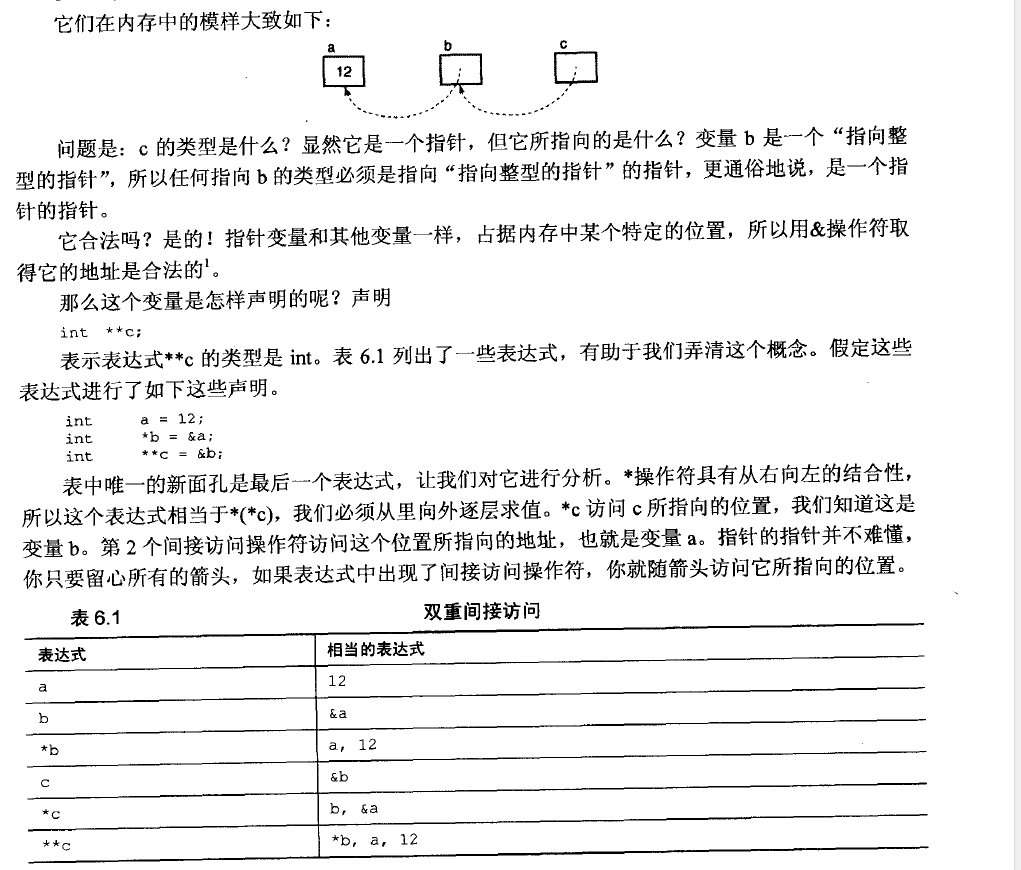 它们在内存中的模样大致如下：
a b c
12
问题是：c 的类型是什么？显然它是一个指针，但它所指向的是什么？变量 b 是一个“指向整
型的指针”，所以任何指向 b 的类型必须是指向“指向整型的指针”的指针，更通俗地说，是一个指
针的指针。
它合法吗？是的！指针变量和其他变量一样，占据内存中某个特定的位置，所以用&操作符取
得它的地址是合法的¹。
那么这个变量是怎样声明的呢？声明
int **c;
表示表达式**c 的类型是 int。表 6.1 列出了一些表达式，有助于我们弄清这个概念。假定这些
表达式进行了如下这些声明。
int a = 12;
int *b = &a;
int **c = &b;
表中唯一的新面孔是最后一个表达式，让我们对它进行分析。*操作符具有从右向左的结合性，
所以这个表达式相当于*(*c)，我们必须从里向外逐层求值。*c 访问 c 所指向的位置，我们知道这是
变量 b。第 2 个间接访问操作符访问这个位置所指向的地址，也就是变量 a。指针的指针并不难懂，
你只要留心所有的箭头，如果表达式中出现了间接访问操作符，你就随箭头访问它所指向的位置。
表 6.1 双重间接访问
表达式 相当的表达式
a 12
b &a
*b a, 12
c &b
*c b, &a
**c *b, a, 12